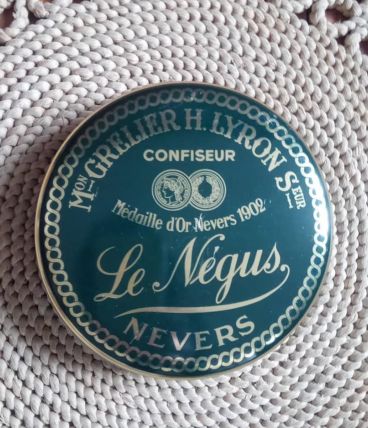 Mon GRELIER H. LYRON Seur
CONFISEUR
Médaille d'Or Nevers 1902
Le Négus
NEVERS